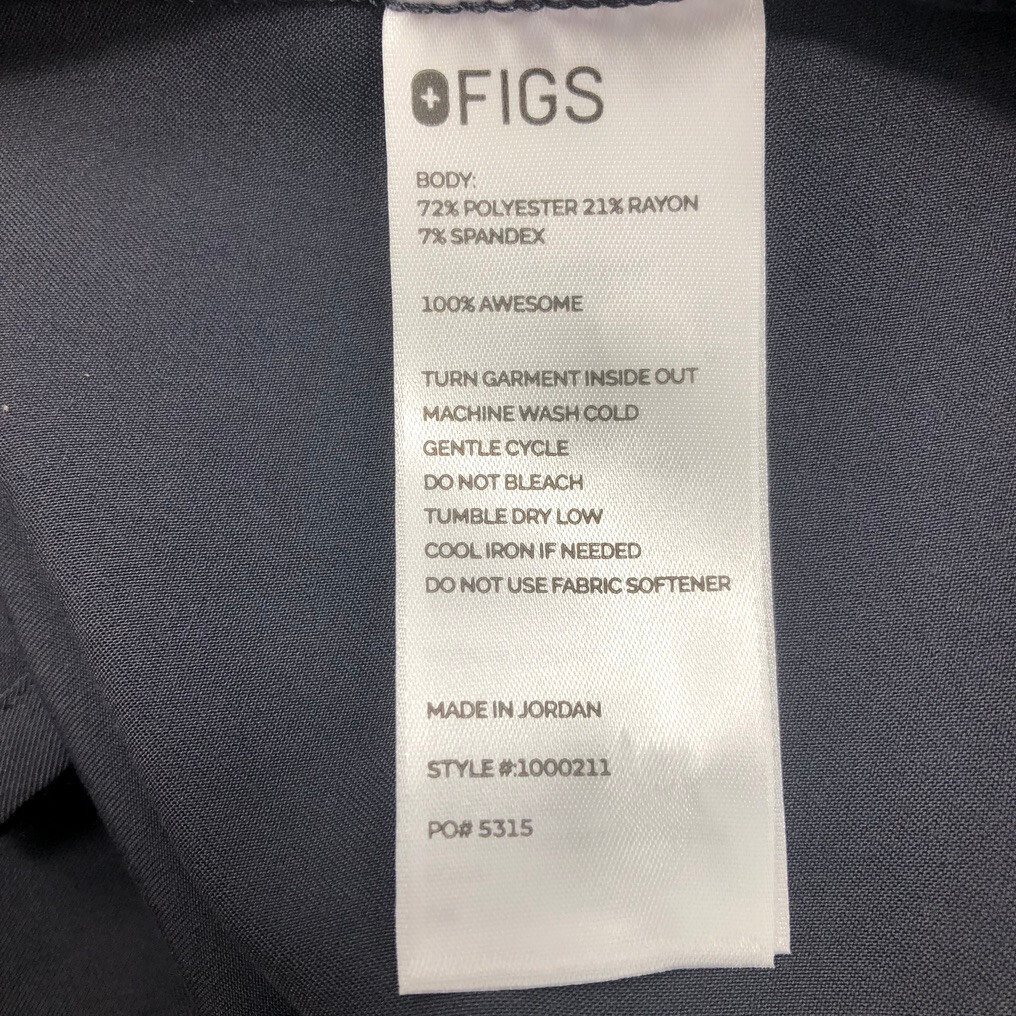 FIGS
BODY:
72% POLYESTER 21% RAYON
7% SPANDEX
100% AWESOME
TURN GARMENT INSIDE OUT
MACHINE WASH COLD
GENTLE CYCLE
DO NOT BLEACH
TUMBLE DRY LOW
COOL IRON IF NEEDED
DO NOT USE FABRIC SOFTENER
MADE IN JORDAN
STYLE #:1000211
PO# 5315